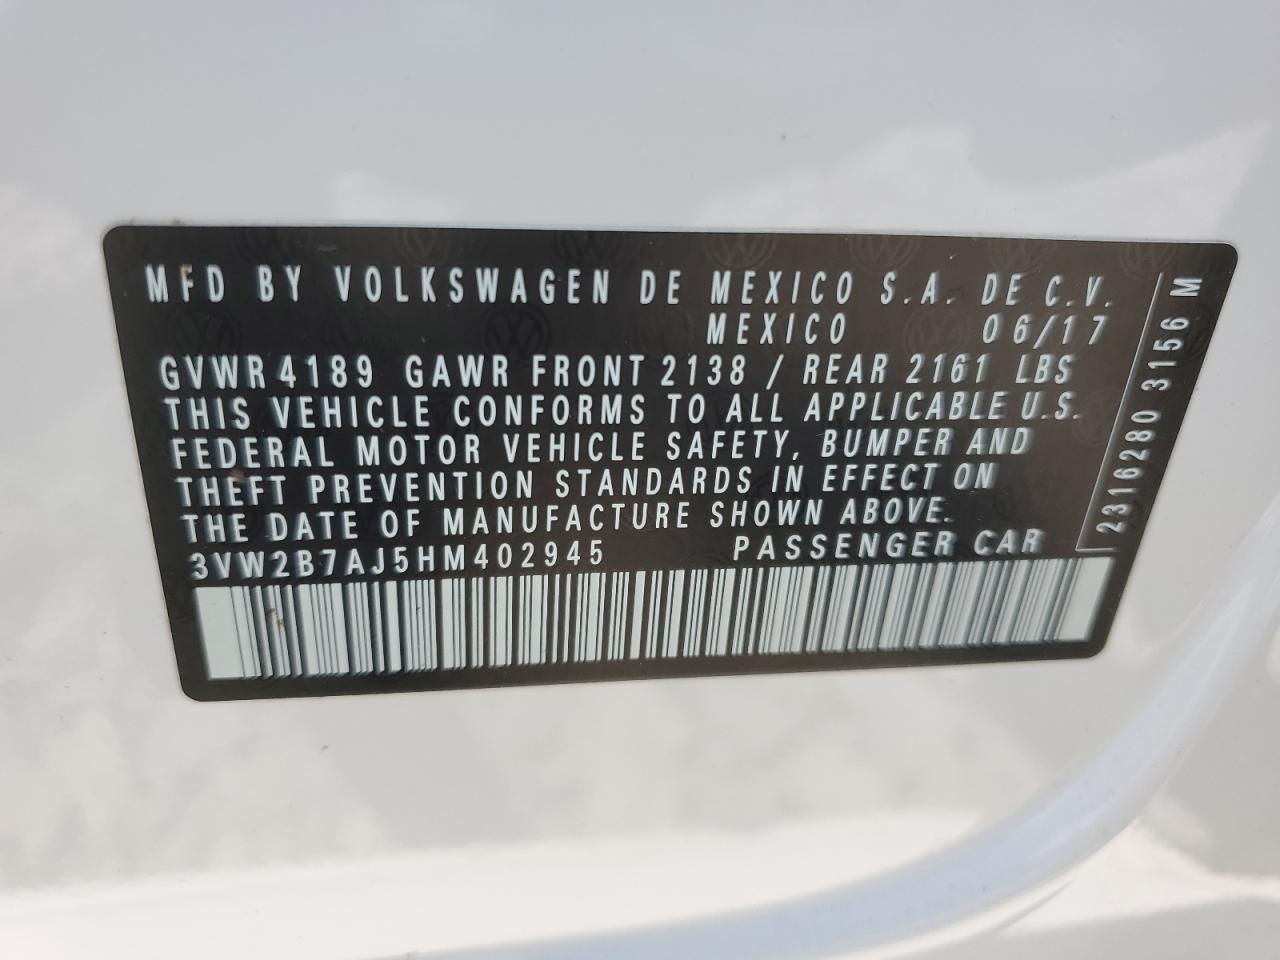 MFD BY VOLKSWAGEN DE MEXICO S.A. DE C.V.
MEXICO 06/17
GVWR 4189 GAWR FRONT 2138 / REAR 2161 LBS
THIS VEHICLE CONFORMS TO ALL APPLICABLE U.S.
FEDERAL MOTOR VEHICLE SAFETY, BUMPER AND
THEFT PREVENTION STANDARDS IN EFFECT ON
THE DATE OF MANUFACTURE SHOWN ABOVE.
3VW2B7AJ5HM402945 PASSENGER CAR
2316280 3156 M